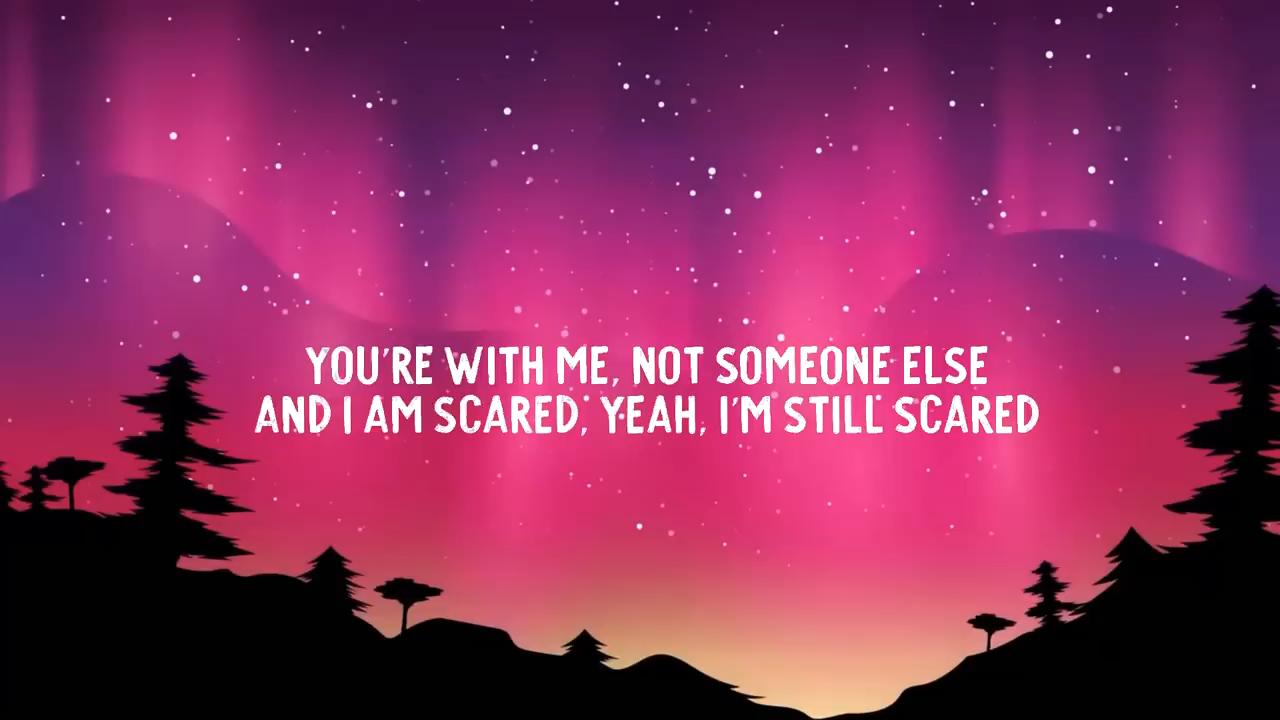 YOU'RE WITH ME, NOT SOMEONE ELSE
AND I AM SCARED, YEAH, I'M STILL SCARED